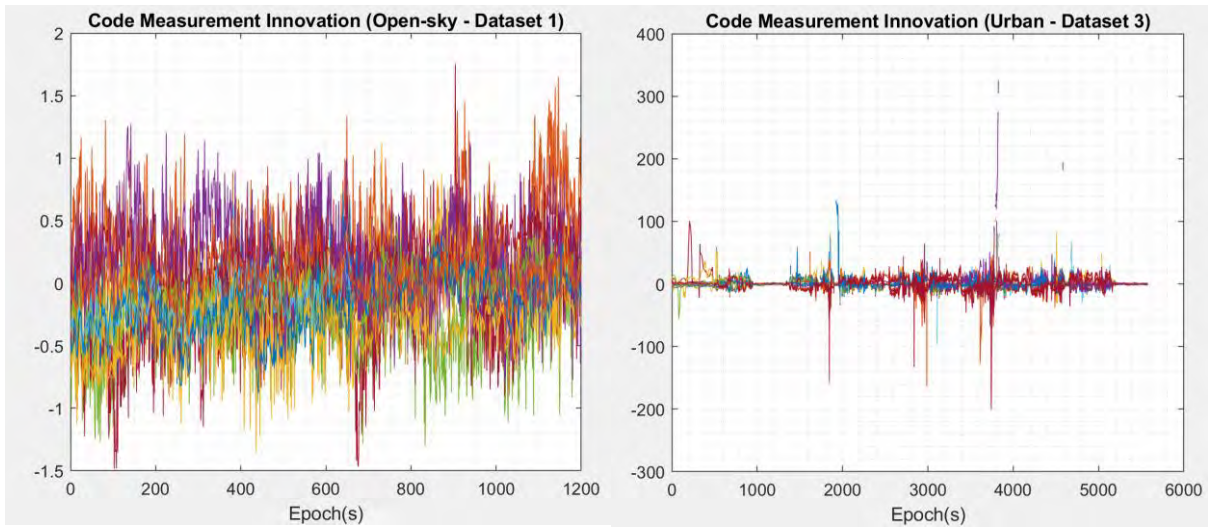 Code Measurement Innovation (Open-sky - Dataset 1)
2
1.5
1
0.5
0
-0.5
-1
-1.5
0 200 400 600 800 1000 1200
Epoch(s)
Code Measurement Innovation (Urban - Dataset 3)
400
300
200
100
0
-100
-200
-300
0 1000 2000 3000 4000 5000 6000
Epoch(s)